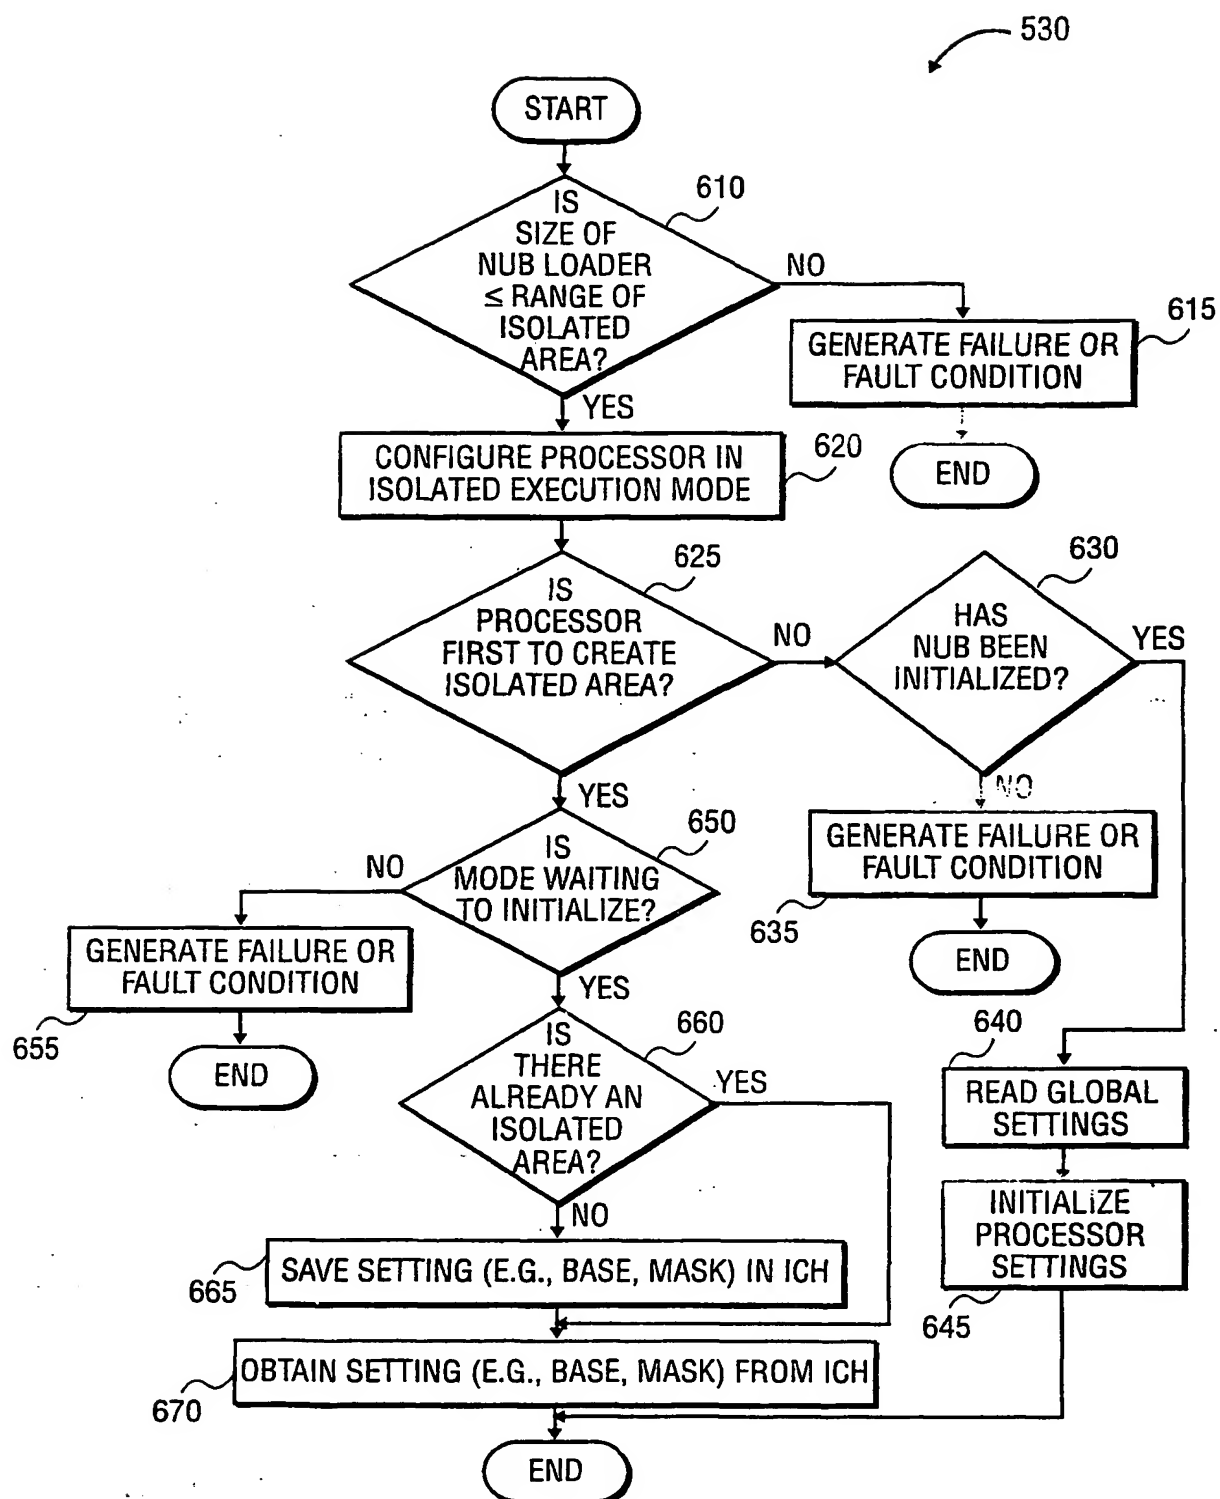 530
START
610
IS
SIZE OF
NUB LOADER
≤ RANGE OF
ISOLATED
AREA?
NO
615
GENERATE FAILURE OR
FAULT CONDITION
END
YES
620
CONFIGURE PROCESSOR IN
ISOLATED EXECUTION MODE
625
IS
PROCESSOR
FIRST TO CREATE
ISOLATED AREA?
NO
630
HAS
NUB BEEN
INITIALIZED?
YES
NO
GENERATE FAILURE OR
FAULT CONDITION
635
END
YES
650
IS
MODE WAITING
TO INITIALIZE?
NO
GENERATE FAILURE OR
FAULT CONDITION
655
END
YES
660
IS
THERE
ALREADY AN
ISOLATED
AREA?
YES
640
READ GLOBAL
SETTINGS
INITIALIZE
PROCESSOR
SETTINGS
645
NO
SAVE SETTING (E.G., BASE, MASK) IN ICH
665
OBTAIN SETTING (E.G., BASE, MASK) FROM ICH
670
END